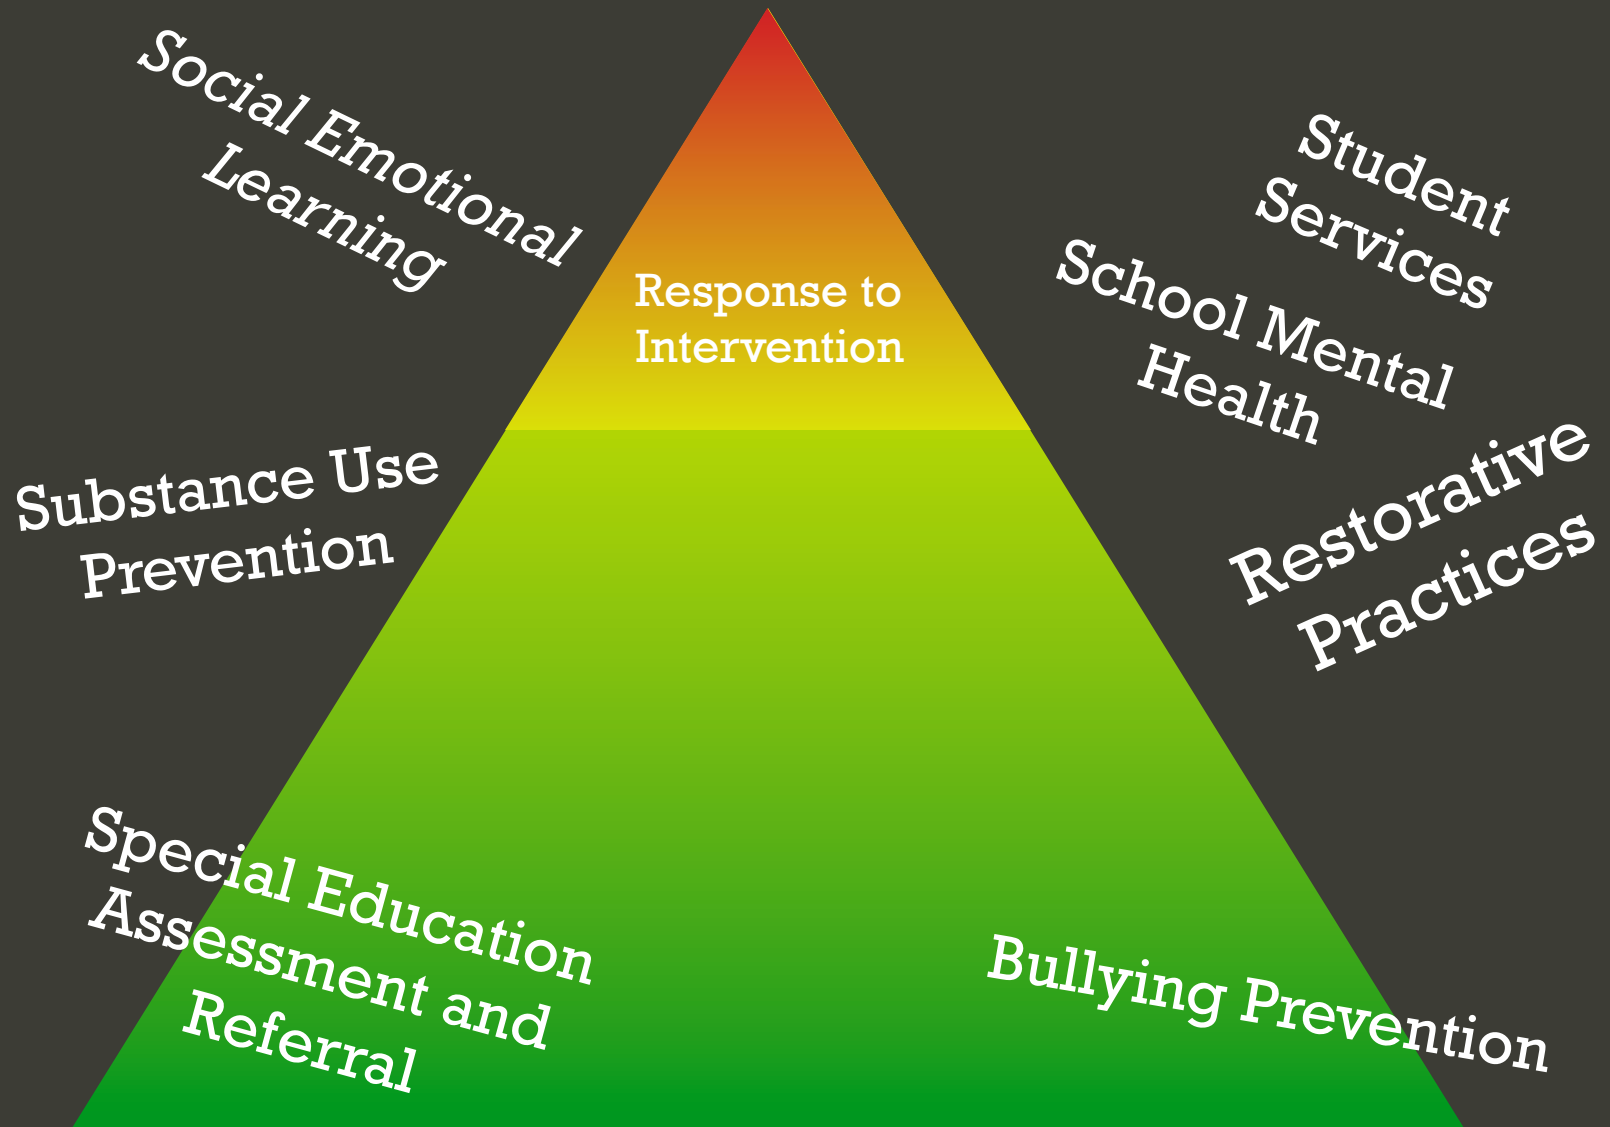 Social Emotional
Learning
Student
Services
Response to
Intervention
School Mental
Health
Substance Use
Prevention
Restorative
Practices
Special Education
Assessment and
Referral
Bullying Prevention